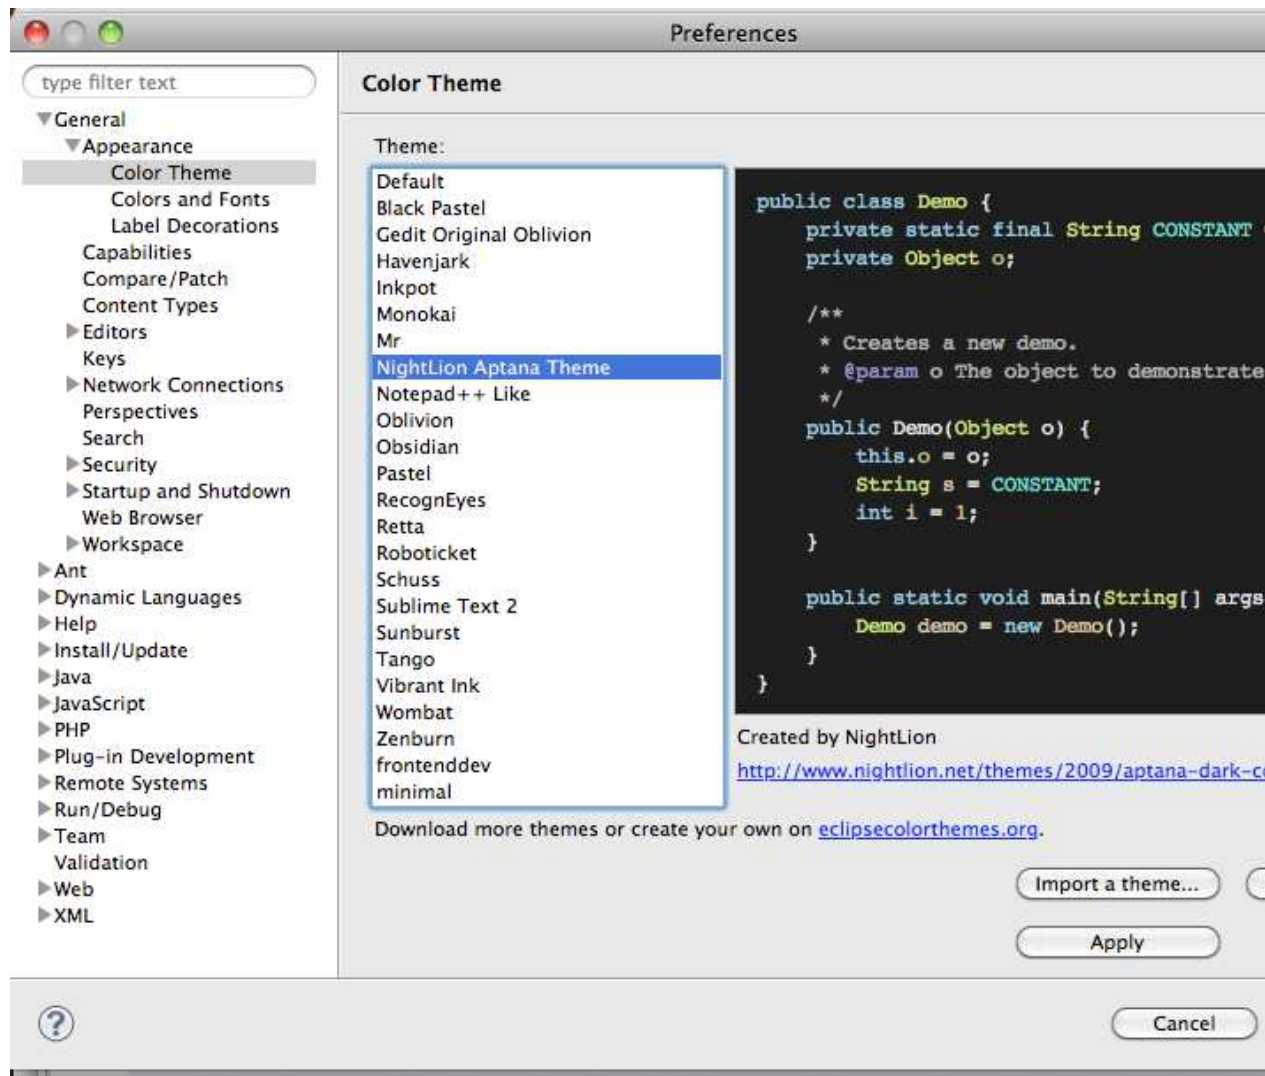 Preferences
type filter text
General
Appearance
Color Theme
Colors and Fonts
Label Decorations
Capabilities
Compare/Patch
Content Types
Editors
Keys
Network Connections
Perspectives
Search
Security
Startup and Shutdown
Web Browser
Workspace
Ant
Dynamic Languages
Help
Install/Update
Java
JavaScript
PHP
Plug-in Development
Remote Systems
Run/Debug
Team
Validation
Web
XML
Color Theme
Theme:
Default
Black Pastel
Gedit Original Oblivion
Havenjark
Inkpot
Monokai
Mr
NightLion Aptana Theme
Notepad++ Like
Oblivion
Obsidian
Pastel
RecognEyes
Retta
Roboticket
Schuss
Sublime Text 2
Sunburst
Tango
Vibrant Ink
Wombat
Zenburn
frontenddev
minimal
public class Demo {
private static final String CONSTANT
private Object o;
/**
* Creates a new demo.
* @param o The object to demonstrate
*/
public Demo(Object o) {
this.o = o;
String s = CONSTANT;
int i = 1;
}
public static void main(String[] args
Demo demo = new Demo();
}
}
Created by NightLion
http://www.nightlion.net/themes/2009/aptana-dark-c
Download more themes or create your own on eclipsecolorthemes.org.
Import a theme...
Apply
?
Cancel